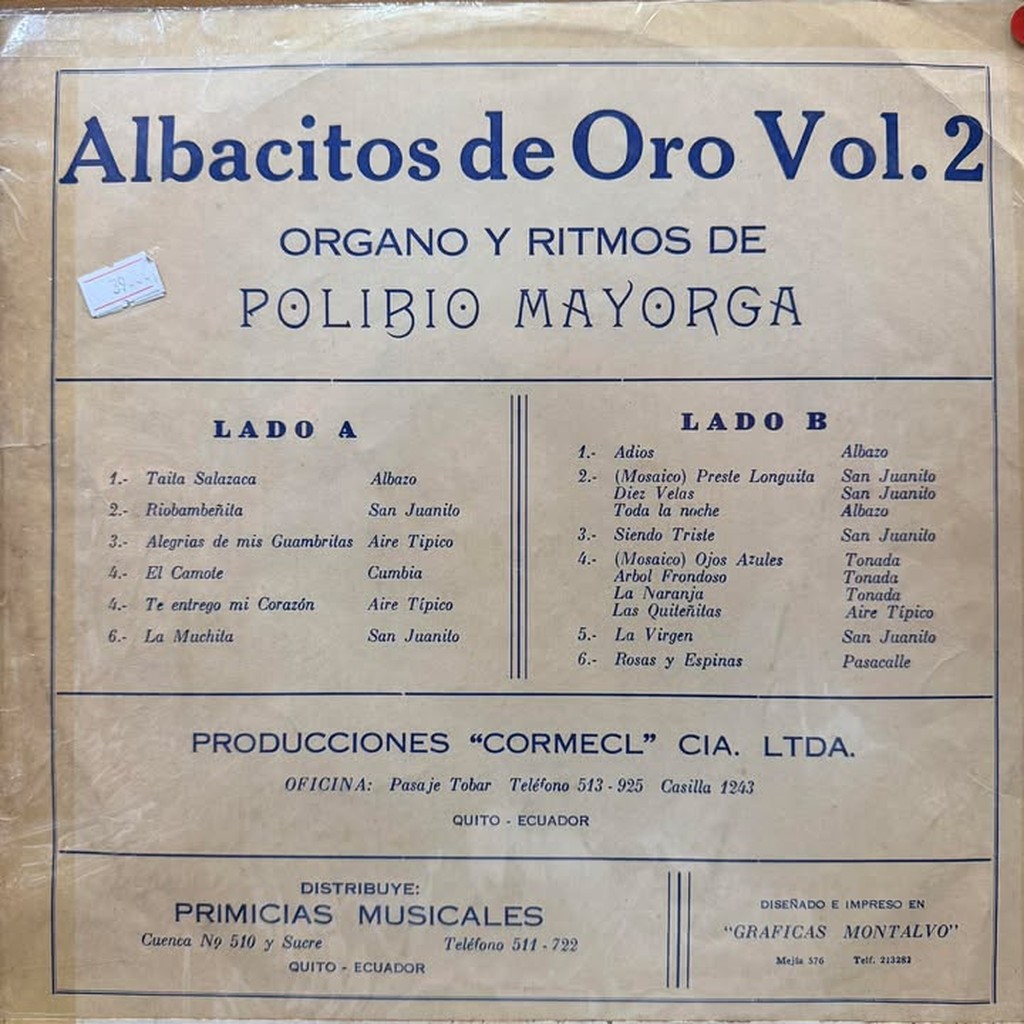 Albacitos de Oro Vol. 2
ORGANO Y RITMOS DE
POLIBIO MAYORGA
LADO A
1.- Taita Salazaca Albazo
2.- Riobambeñita San Juanito
3.- Alegrias de mis Guambritas Aire Típico
4.- El Camote Cumbia
4.- Te entrego mi Corazón Aire Típico
6.- La Muchita San Juanito
LADO B
1.- Adios Albazo
2.- (Mosaico) Preste Longuita San Juanito
Diez Velas San Juanito
Toda la noche Albazo
3.- Siendo Triste San Juanito
4.- (Mosaico) Ojos Azules Tonada
Arbol Frondoso Tonada
La Naranja Tonada
Las Quiteñitas Aire Típico
5.- La Virgen San Juanito
6.- Rosas y Espinas Pasacalle
PRODUCCIONES “CORMECL” CIA. LTDA.
OFICINA: Pasaje Tobar Teléfono 513 - 925 Casilla 1243
QUITO - ECUADOR
DISTRIBUYE:
PRIMICIAS MUSICALES
Cuenca Nº 510 y Sucre Teléfono 511 - 722
QUITO - ECUADOR
DISEÑADO E IMPRESO EN
“GRAFICAS MONTALVO”
Mejía 576 Telf. 213282